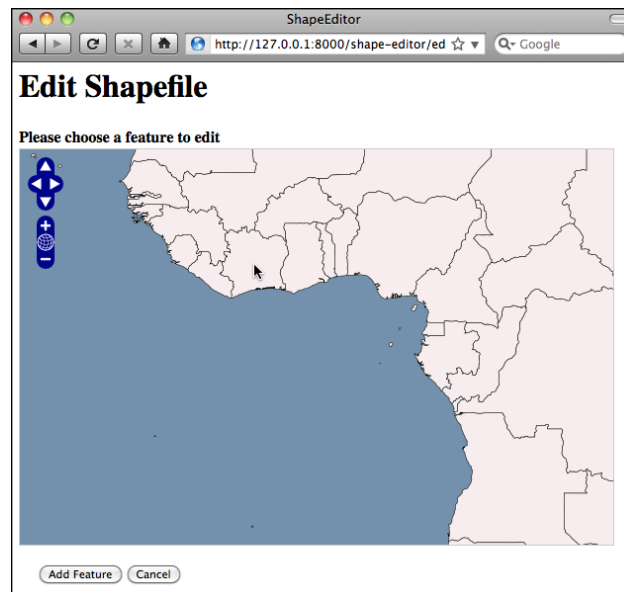 ShapeEditor
http://127.0.0.1:8000/shape-editor/ed
Google
Edit Shapefile
Please choose a feature to edit
Add Feature
Cancel